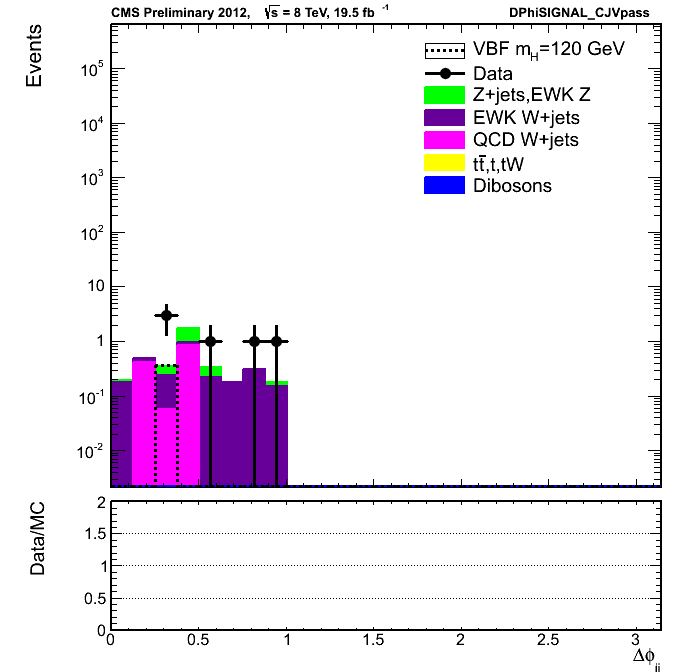 CMS Preliminary 2012, √s = 8 TeV, 19.5 fb⁻¹ DPhiSIGNAL_CJVpass
Events
VBF m_H=120 GeV
Data
Z+jets,EWK Z
EWK W+jets
QCD W+jets
tt̄,t,tW
Dibosons
10⁵
10⁴
10³
10²
10
1
10⁻¹
10⁻²
Data/MC
2
1.5
1
0.5
0
0 0.5 1 1.5 2 2.5 3
Δϕ_jj